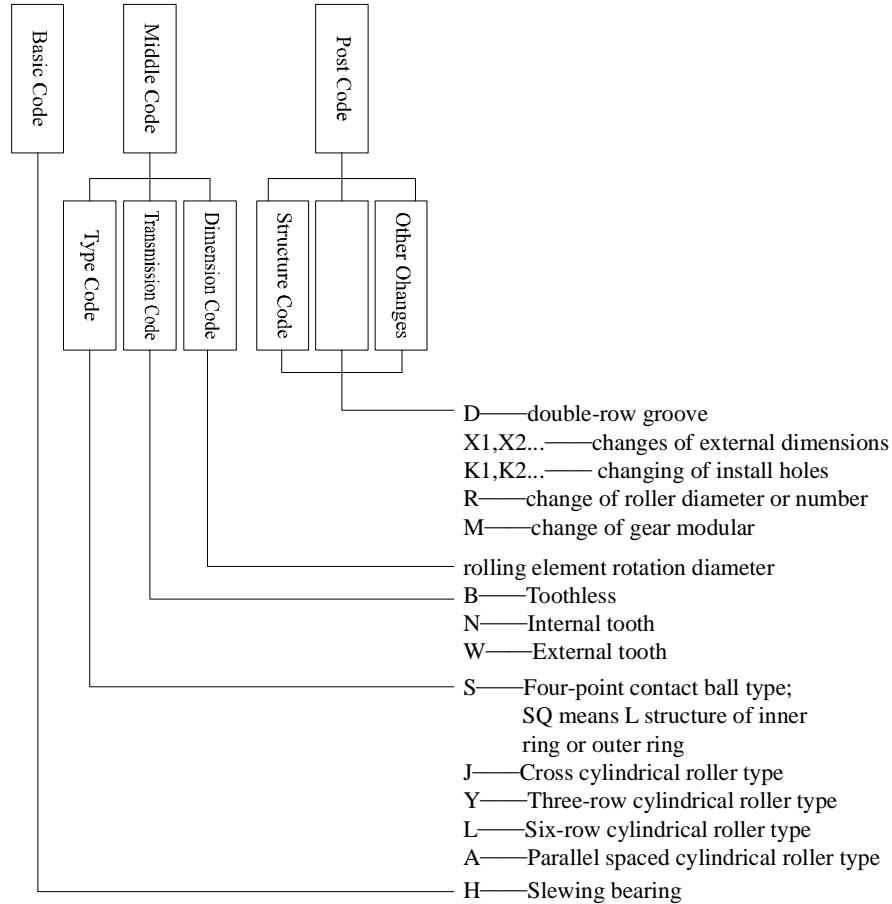 Basic Code
Middle Code
Post Code
Type Code
Transmission Code
Dimension Code
Structure Code
Other Ohanges
D——double-row groove
X1,X2...——changes of external dimensions
K1,K2...—— changing of install holes
R——change of roller diameter or number
M——change of gear modular
rolling element rotation diameter
B——Toothless
N——Internal tooth
W——External tooth
S——Four-point contact ball type;
SQ means L structure of inner
ring or outer ring
J——Cross cylindrical roller type
Y——Three-row cylindrical roller type
L——Six-row cylindrical roller type
A——Parallel spaced cylindrical roller type
H——Slewing bearing